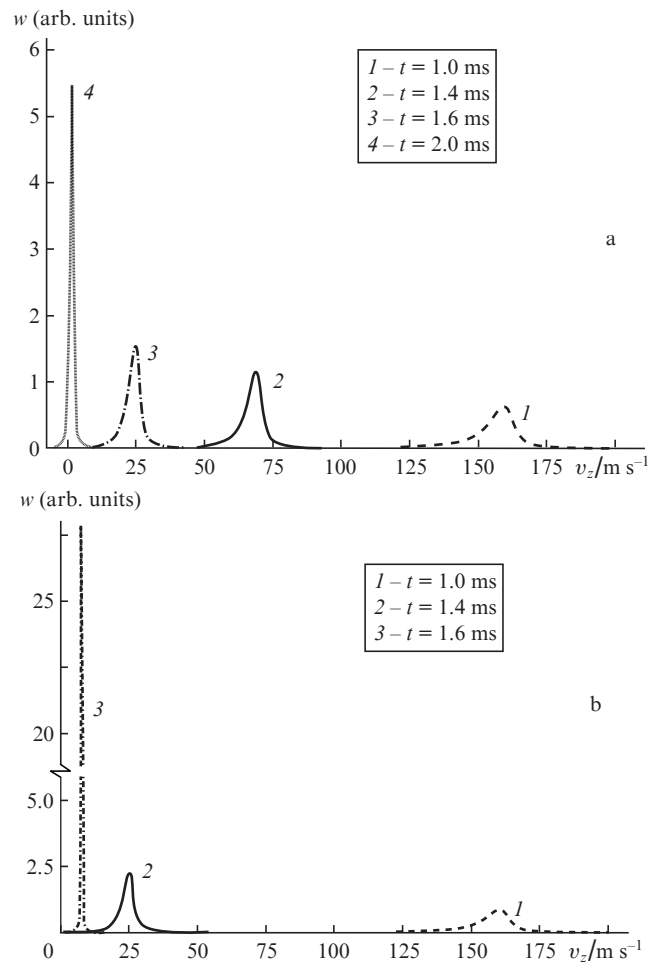 w (arb. units)
6
1 – t = 1.0 ms
2 – t = 1.4 ms
3 – t = 1.6 ms
4 – t = 2.0 ms
4
5
4
a
3
2
3
2
1
1
0
0 25 50 75 100 125 150 175 v_z/m s⁻¹
w (arb. units)
1 – t = 1.0 ms
2 – t = 1.4 ms
3 – t = 1.6 ms
25
3
b
20
5.0
2.5
2
1
0 25 50 75 100 125 150 175 v_z/m s⁻¹